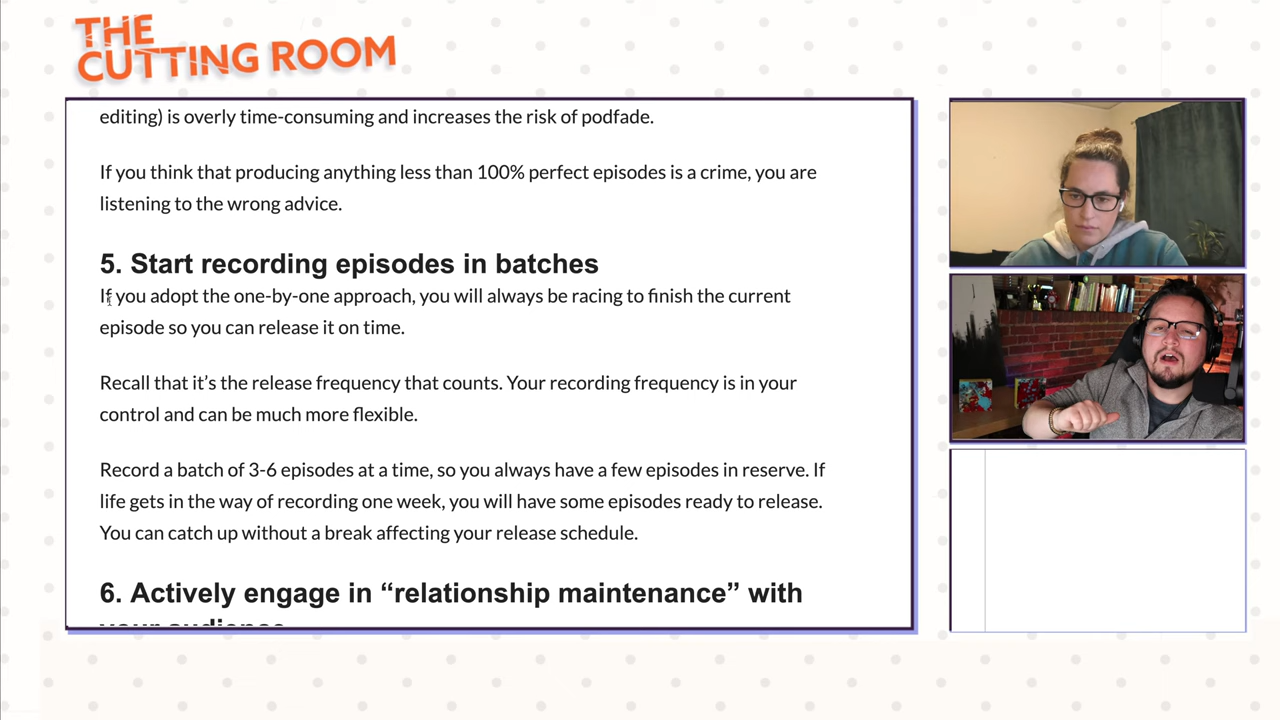 THE
CUTTING ROOM
editing) is overly time-consuming and increases the risk of podfade.
If you think that producing anything less than 100% perfect episodes is a crime, you are
listening to the wrong advice.
5. Start recording episodes in batches
If you adopt the one-by-one approach, you will always be racing to finish the current
episode so you can release it on time.
Recall that it’s the release frequency that counts. Your recording frequency is in your
control and can be much more flexible.
Record a batch of 3-6 episodes at a time, so you always have a few episodes in reserve. If
life gets in the way of recording one week, you will have some episodes ready to release.
You can catch up without a break affecting your release schedule.
6. Actively engage in “relationship maintenance” with
your audience